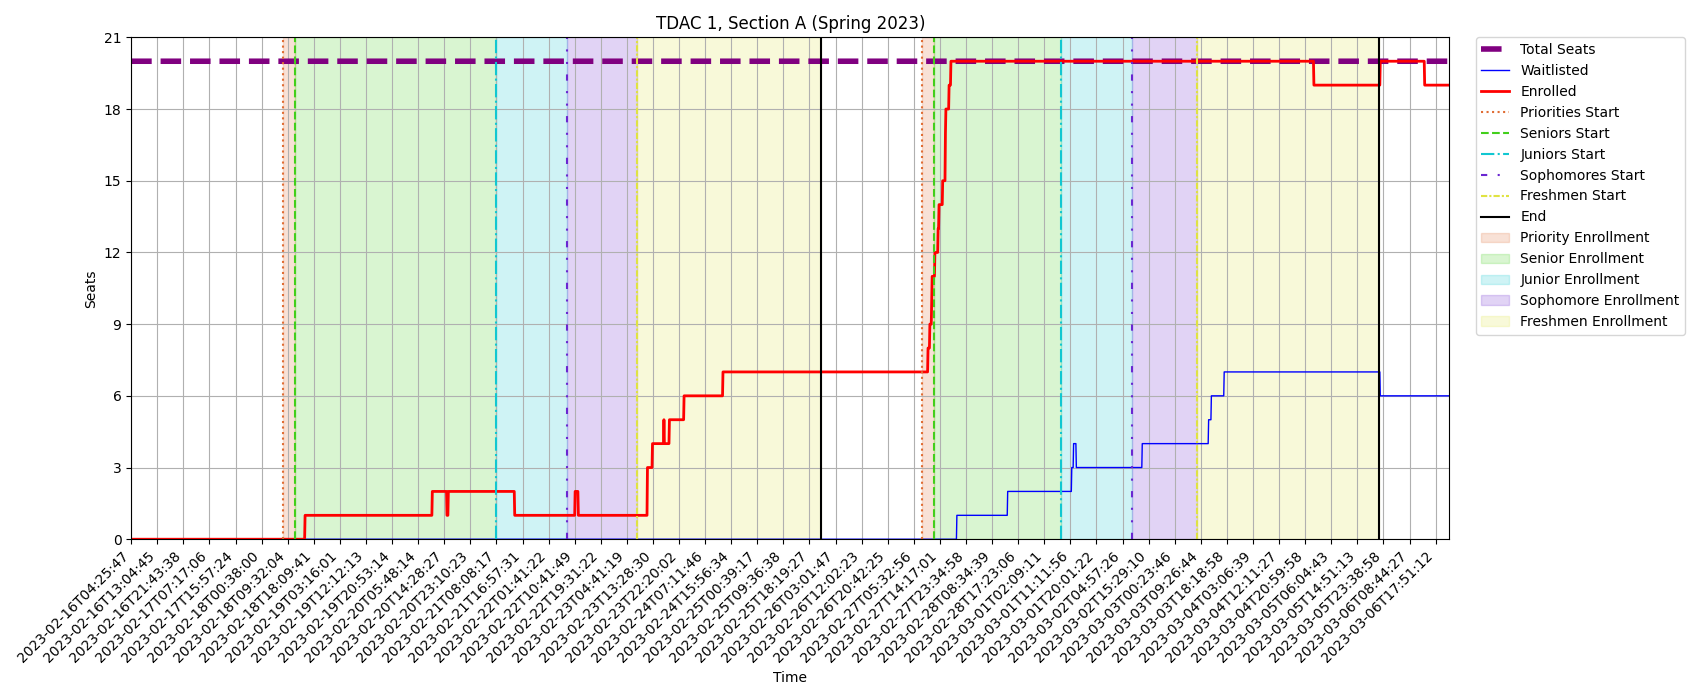 TDAC 1, Section A (Spring 2023)
Seats
21
18
15
12
9
6
3
0
2023-02-16T04:25:47
2023-02-16T13:04:45
2023-02-16T21:43:38
2023-02-17T07:17:06
2023-02-17T15:57:24
2023-02-18T00:38:00
2023-02-18T09:32:04
2023-02-18T18:09:41
2023-02-19T03:16:01
2023-02-19T12:12:13
2023-02-19T20:53:14
2023-02-20T05:48:14
2023-02-20T14:28:27
2023-02-20T23:10:23
2023-02-21T08:08:17
2023-02-21T16:57:31
2023-02-22T01:41:22
2023-02-22T10:41:49
2023-02-22T19:31:22
2023-02-23T04:41:19
2023-02-23T13:28:30
2023-02-23T22:20:02
2023-02-24T07:11:46
2023-02-24T15:56:34
2023-02-25T00:39:17
2023-02-25T09:36:38
2023-02-25T18:19:27
2023-02-26T03:01:47
2023-02-26T12:02:23
2023-02-26T20:42:25
2023-02-27T05:32:56
2023-02-27T14:17:01
2023-02-27T23:34:58
2023-02-28T08:34:39
2023-02-28T17:23:06
2023-03-01T02:09:11
2023-03-01T11:11:56
2023-03-01T20:01:22
2023-03-02T04:57:26
2023-03-02T15:29:10
2023-03-03T00:23:46
2023-03-03T09:26:44
2023-03-03T18:18:58
2023-03-04T03:06:39
2023-03-04T12:11:27
2023-03-04T20:59:58
2023-03-05T06:04:43
2023-03-05T14:51:13
2023-03-05T23:38:58
2023-03-06T08:44:27
2023-03-06T17:51:12
Time
Total Seats
Waitlisted
Enrolled
Priorities Start
Seniors Start
Juniors Start
Sophomores Start
Freshmen Start
End
Priority Enrollment
Senior Enrollment
Junior Enrollment
Sophomore Enrollment
Freshmen Enrollment